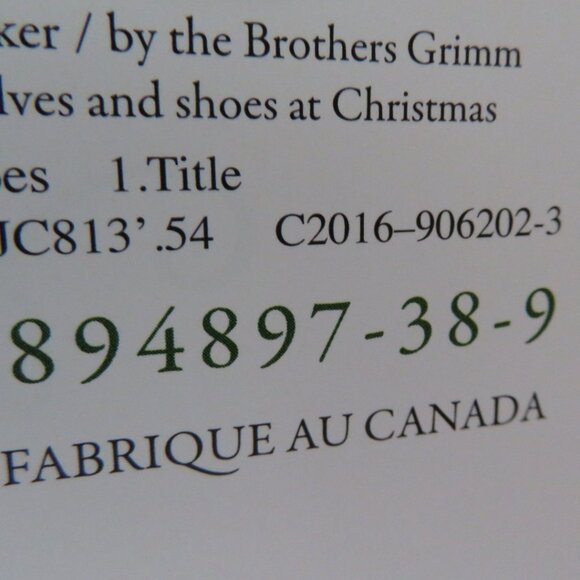 ker / by the Brothers Grimm
lves and shoes at Christmas
es 1.Title
JC813’.54 C2016–906202-3
894897-38-9
FABRIQUE AU CANADA